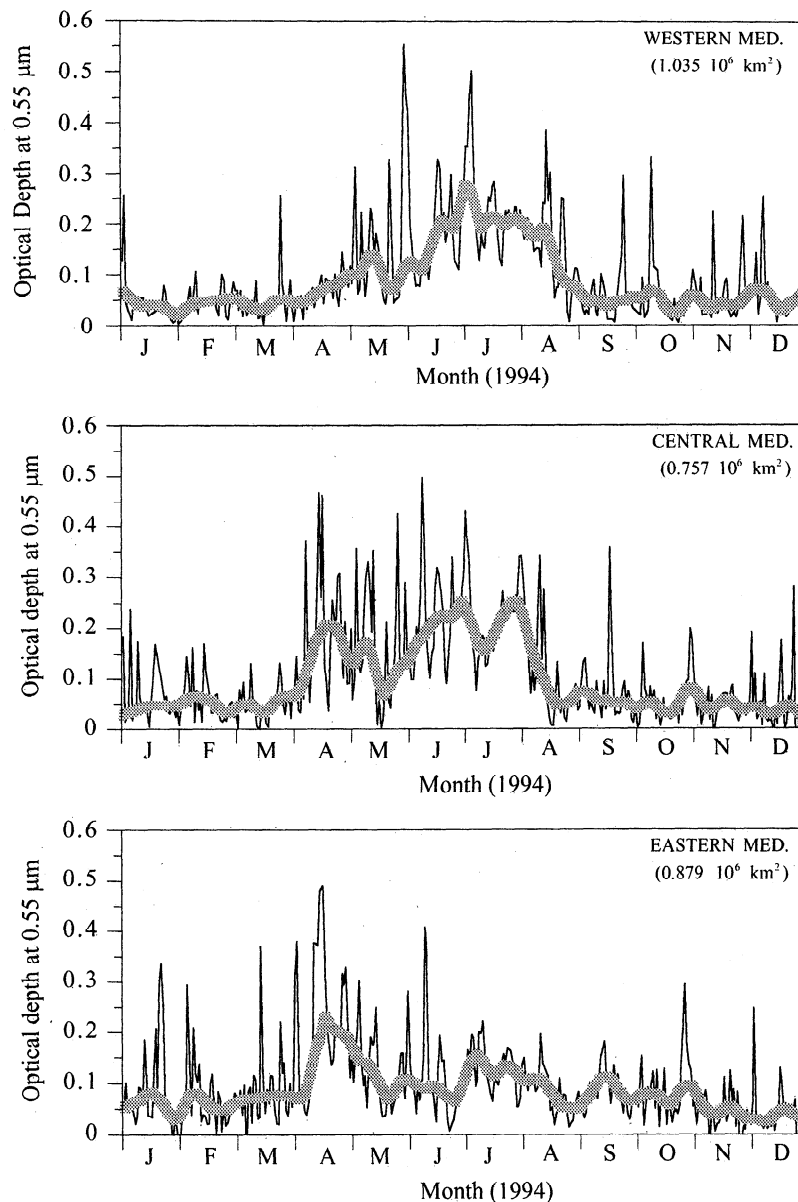 0.6
WESTERN MED.
(1.035 10⁶ km²)
0.5
0.4
0.3
0.2
0.1
0
Optical Depth at 0.55 µm
J F M A M J J A S O N D
Month (1994)
0.6
CENTRAL MED.
(0.757 10⁶ km²)
0.5
0.4
0.3
0.2
0.1
0
Optical depth at 0.55 µm
J F M A M J J A S O N D
Month (1994)
0.6
EASTERN MED.
(0.879 10⁶ km²)
0.5
0.4
0.3
0.2
0.1
0
Optical depth at 0.55 µm
J F M A M J J A S O N D
Month (1994)